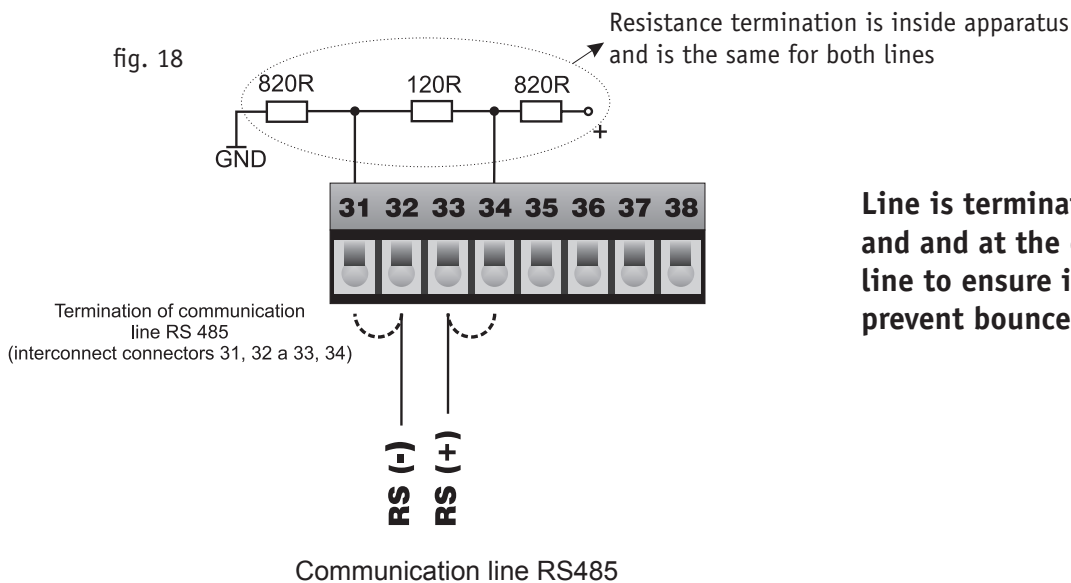 fig. 18
Resistance termination is inside apparatus
and is the same for both lines
820R
120R
820R
+
GND
31 32 33 34 35 36 37 38
Line is termina
and and at the
line to ensure i
prevent bounce
Termination of communication
line RS 485
(interconnect connectors 31, 32 a 33, 34)
RS (-)
RS (+)
Communication line RS485